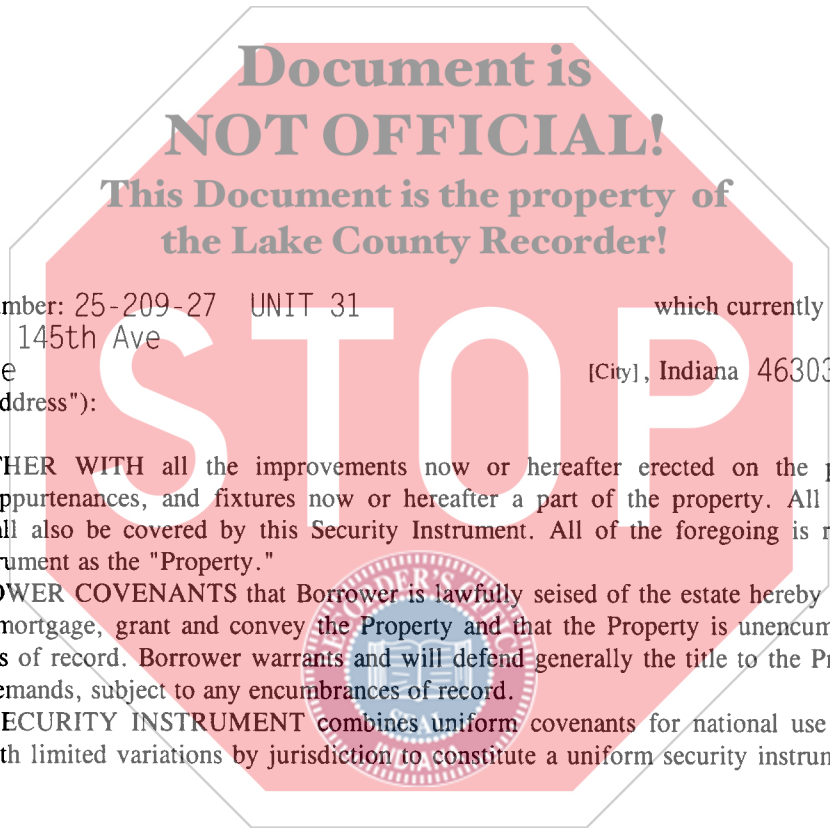 Document is
NOT OFFICIAL!
This Document is the property of
the Lake County Recorder!
STOP
mber: 25-209-27 UNIT 31 which currently
145th Ave
e [City], Indiana 46303
ddress"):
HER WITH all the improvements now or hereafter erected on the p
ppurtenances, and fixtures now or hereafter a part of the property. All
ll also be covered by this Security Instrument. All of the foregoing is r
rument as the "Property."
OWER COVENANTS that Borrower is lawfully seised of the estate hereby
mortgage, grant and convey the Property and that the Property is unencum
s of record. Borrower warrants and will defend generally the title to the Pr
emands, subject to any encumbrances of record.
ECURITY INSTRUMENT combines uniform covenants for national use
th limited variations by jurisdiction to constitute a uniform security instrum
RECORDER'S OFFICE
SEAL
INDIANA